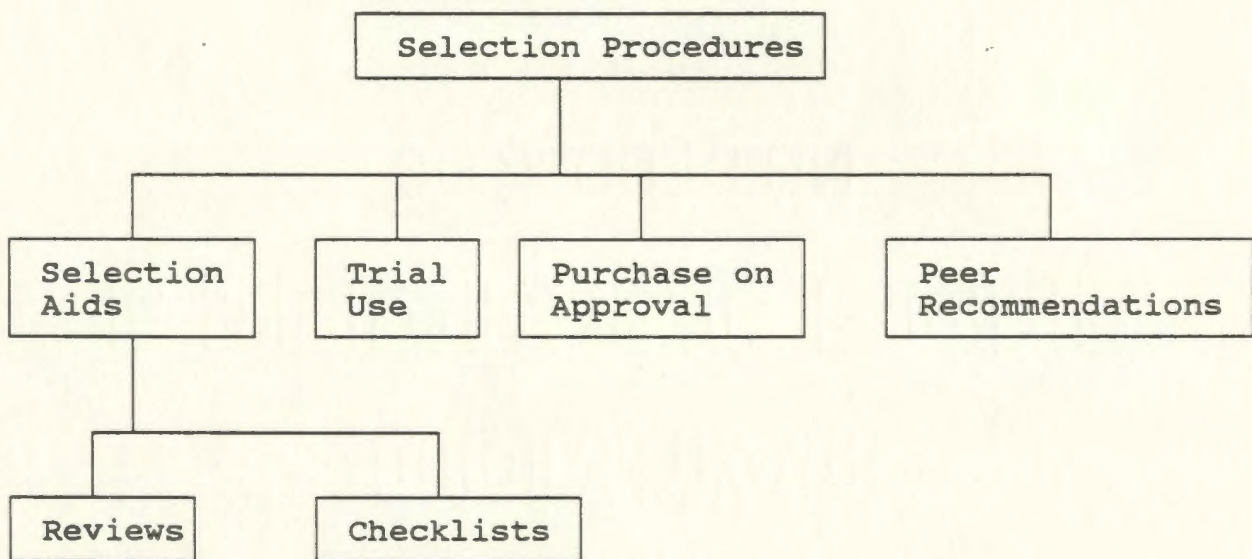 Selection Procedures
Selection
Aids
Trial
Use
Purchase on
Approval
Peer
Recommendations
Reviews
Checklists